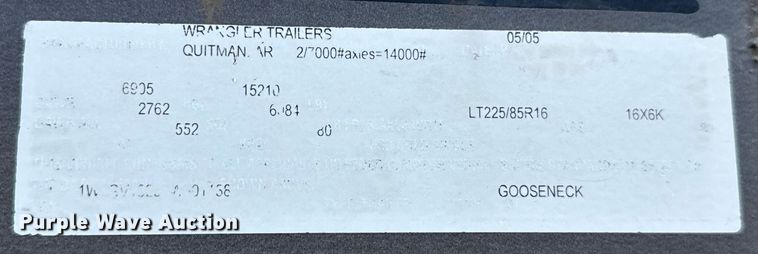 WRANGLER TRAILERS 05/05
QUITMAN, AR 2/7000#axles=14000#
6905 15210
2762 6084 LT225/85R16 16X6K
552 80
GOOSENECK
Purple Wave Auction